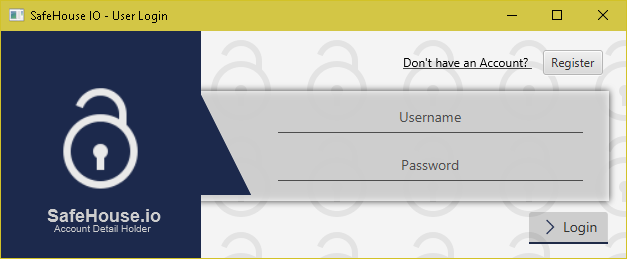 SafeHouse IO - User Login
Don't have an Account?
Register
Username
Password
SafeHouse.io
Account Detail Holder
Login